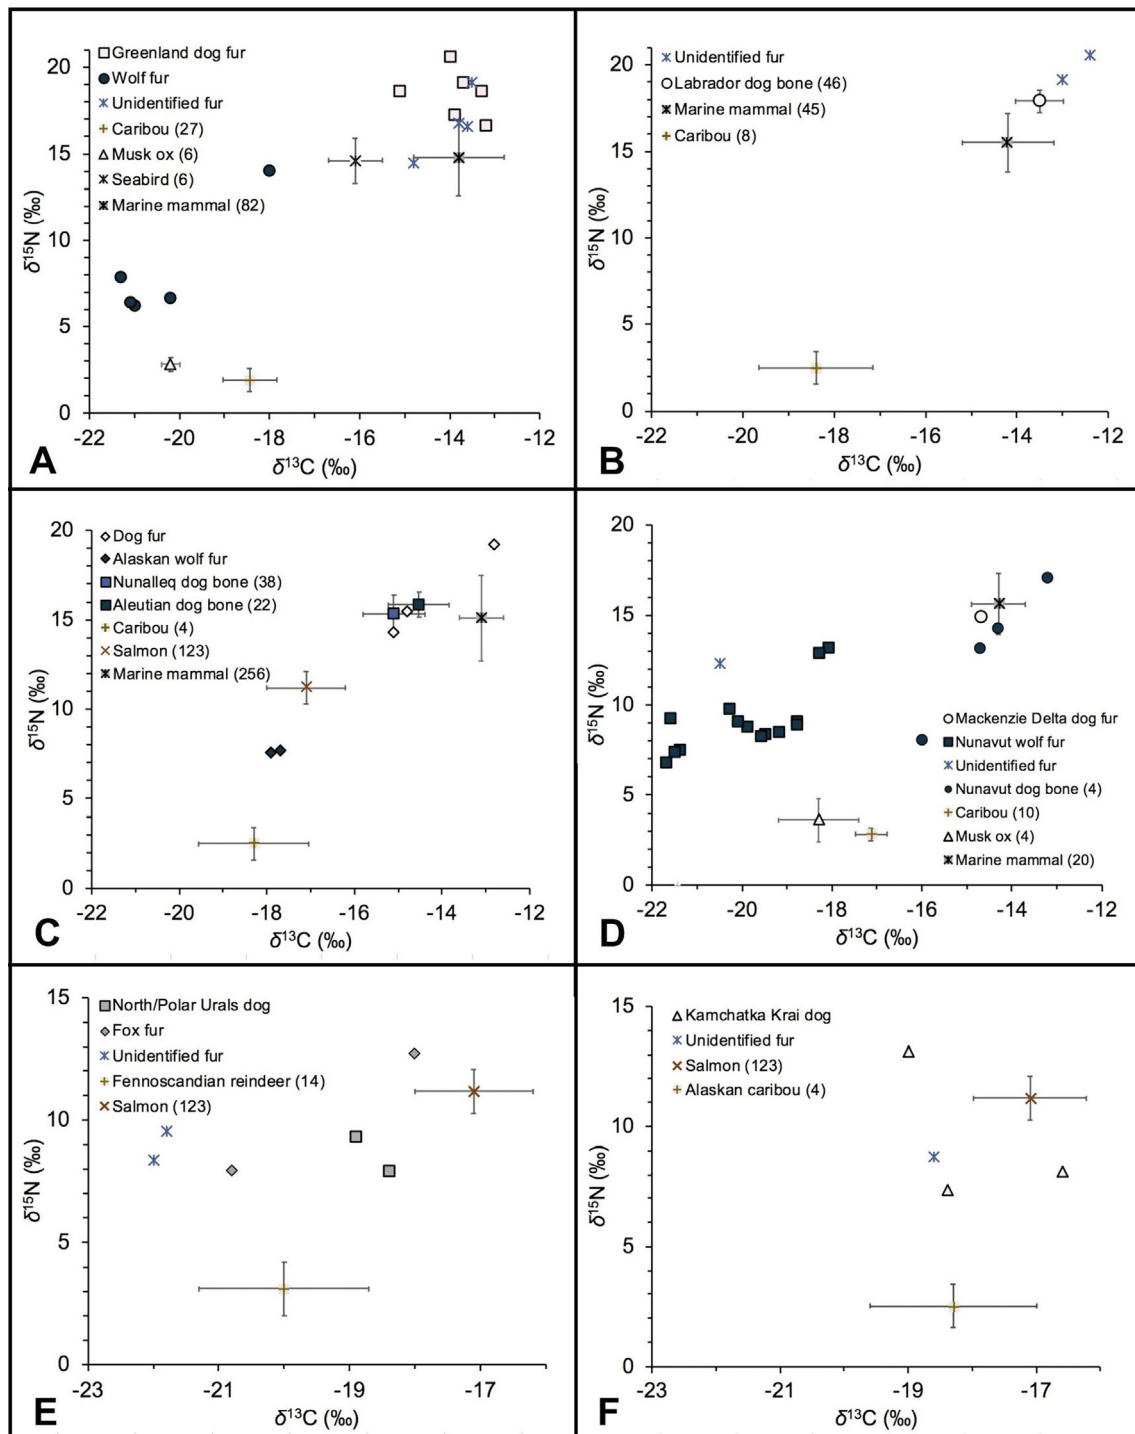 Greenland dog fur
Wolf fur
Unidentified fur
Caribou (27)
Musk ox (6)
Seabird (6)
Marine mammal (82)
20
15
10
5
0
-22 -20 -18 -16 -14 -12
δ15N (‰)
δ13C (‰)
A
Unidentified fur
Labrador dog bone (46)
Marine mammal (45)
Caribou (8)
20
15
10
5
0
-22 -20 -18 -16 -14 -12
δ15N (‰)
δ13C (‰)
B
Dog fur
Alaskan wolf fur
Nunalleq dog bone (38)
Aleutian dog bone (22)
Caribou (4)
Salmon (123)
Marine mammal (256)
20
15
10
5
0
-22 -20 -18 -16 -14 -12
δ15N (‰)
δ13C (‰)
C
Mackenzie Delta dog fur
Nunavut wolf fur
Unidentified fur
Nunavut dog bone (4)
Caribou (10)
Musk ox (4)
Marine mammal (20)
20
15
10
5
0
-22 -20 -18 -16 -14 -12
δ15N (‰)
δ13C (‰)
D
North/Polar Urals dog
Fox fur
Unidentified fur
Fennoscandian reindeer (14)
Salmon (123)
15
10
5
0
-23 -21 -19 -17
δ15N (‰)
δ13C (‰)
E
Kamchatka Krai dog
Unidentified fur
Salmon (123)
Alaskan caribou (4)
15
10
5
0
-23 -21 -19 -17
δ15N (‰)
δ13C (‰)
F